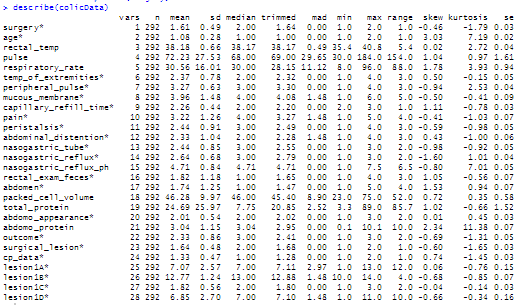 > describe(colicData)
vars n mean sd median trimmed mad min max range skew kurtosis se
surgery* 1 292 1.61 0.49 2.00 1.64 0.00 1.0 2.0 1.0 -0.46 -1.79 0.03
age* 2 292 1.08 0.28 1.00 1.00 0.00 1.0 2.0 1.0 3.03 7.19 0.02
rectal_temp 3 292 38.18 0.66 38.17 38.17 0.49 35.4 40.8 5.4 0.02 2.72 0.04
pulse 4 292 72.23 27.53 68.00 69.00 29.65 30.0 184.0 154.0 1.04 0.97 1.61
respiratory_rate 5 292 30.56 16.01 30.00 28.15 11.12 8.0 96.0 88.0 1.78 3.93 0.94
temp_of_extremities* 6 292 2.37 0.78 2.00 2.32 0.00 1.0 4.0 3.0 0.50 -0.15 0.05
peripheral_pulse* 7 292 3.27 0.63 3.00 3.30 0.00 1.0 4.0 3.0 -0.94 2.53 0.04
mucous_membrane* 8 292 3.96 1.48 4.00 4.08 1.48 1.0 6.0 5.0 -0.50 -0.41 0.09
capillary_refill_time* 9 292 2.26 0.44 2.00 2.20 0.00 2.0 3.0 1.0 1.11 -0.78 0.03
pain* 10 292 3.22 1.26 4.00 3.27 1.48 1.0 5.0 4.0 -0.41 -1.03 0.07
peristalsis* 11 292 2.44 0.91 3.00 2.49 0.00 1.0 4.0 3.0 -0.59 -0.98 0.05
abdominal_distention* 12 292 2.33 1.04 2.00 2.28 1.48 1.0 4.0 3.0 0.43 -1.00 0.06
nasogastric_tube* 13 292 2.44 0.85 3.00 2.55 0.00 1.0 3.0 2.0 -0.98 -0.92 0.05
nasogastric_reflux* 14 292 2.64 0.68 3.00 2.79 0.00 1.0 3.0 2.0 -1.60 1.01 0.04
nasogastric_reflux_ph 15 292 4.71 0.84 4.71 4.71 0.00 1.0 7.5 6.5 -0.80 7.01 0.05
rectal_exam_feces* 16 292 1.82 1.18 1.00 1.65 0.00 1.0 4.0 3.0 1.05 -0.56 0.07
abdomen* 17 292 1.74 1.25 1.00 1.47 0.00 1.0 5.0 4.0 1.53 0.94 0.07
packed_cell_volume 18 292 46.28 9.97 46.00 45.40 8.90 23.0 75.0 52.0 0.72 0.35 0.58
total_protein 19 292 24.69 25.97 7.75 20.85 2.52 3.3 89.0 85.7 1.02 -0.66 1.52
abdomo_appearance* 20 292 2.01 0.54 2.00 2.02 0.00 1.0 3.0 2.0 0.01 0.45 0.03
abdomo_protein 21 292 3.04 1.15 3.04 2.95 0.00 0.1 10.1 10.0 2.34 11.38 0.07
outcome* 22 292 2.33 0.86 3.00 2.41 0.00 1.0 3.0 2.0 -0.69 -1.31 0.05
surgical_lesion* 23 292 1.64 0.48 2.00 1.68 0.00 1.0 2.0 1.0 -0.60 -1.65 0.03
cp_data* 24 292 1.33 0.47 1.00 1.28 0.00 1.0 2.0 1.0 0.74 -1.45 0.03
lesion1A* 25 292 7.07 2.57 7.00 7.11 2.97 1.0 13.0 12.0 0.06 -0.76 0.15
lesion1B* 26 292 12.77 1.24 13.00 12.88 1.48 10.0 14.0 4.0 -0.68 -0.85 0.07
lesion1C* 27 292 1.82 0.56 2.00 1.80 0.00 1.0 3.0 2.0 -0.04 -0.14 0.03
lesion1D* 28 292 6.85 2.70 7.00 7.10 1.48 1.0 11.0 10.0 -0.66 -0.34 0.16